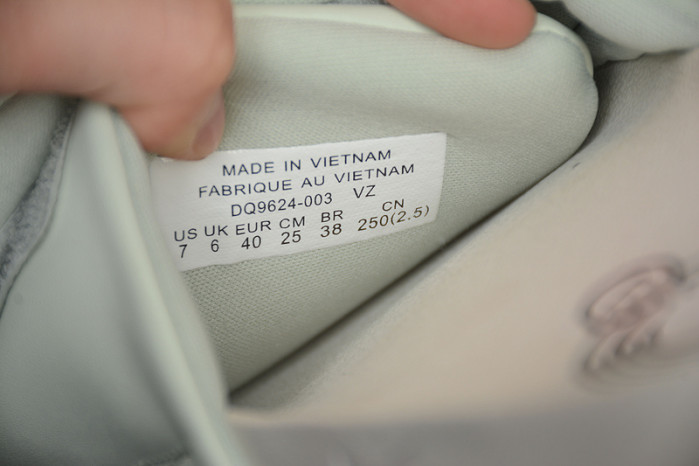 MADE IN VIETNAM
FABRIQUE AU VIETNAM
DQ9624-003 VZ
US UK EUR CM BR CN
7 6 40 25 38 250(2.5)